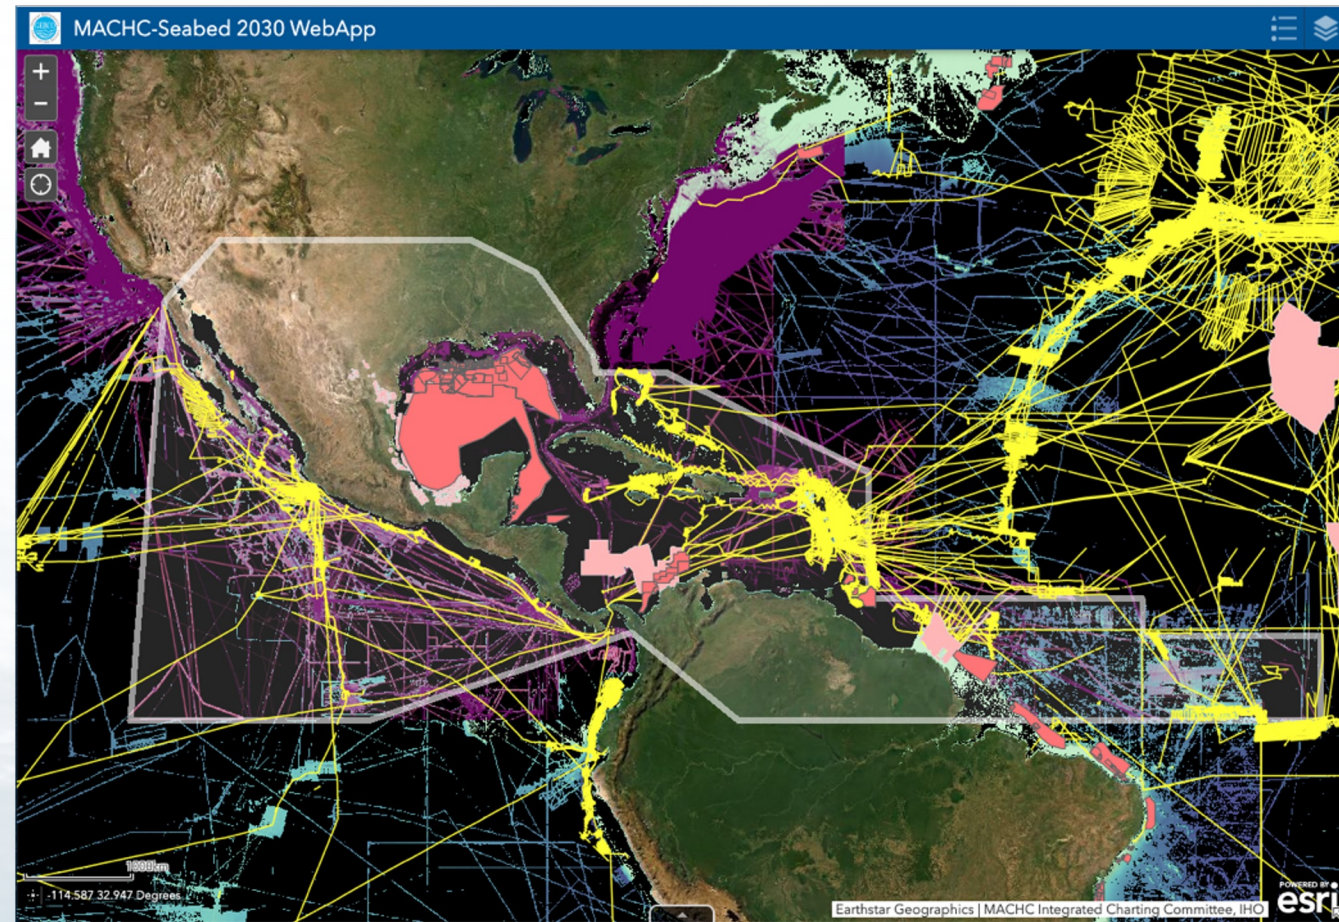 MACHC-Seabed 2030 WebApp
+
−
1000km
-114.587 32.947 Degrees
Earthstar Geographics | MACHC Integrated Charting Committee, IHO
POWERED BY
esri